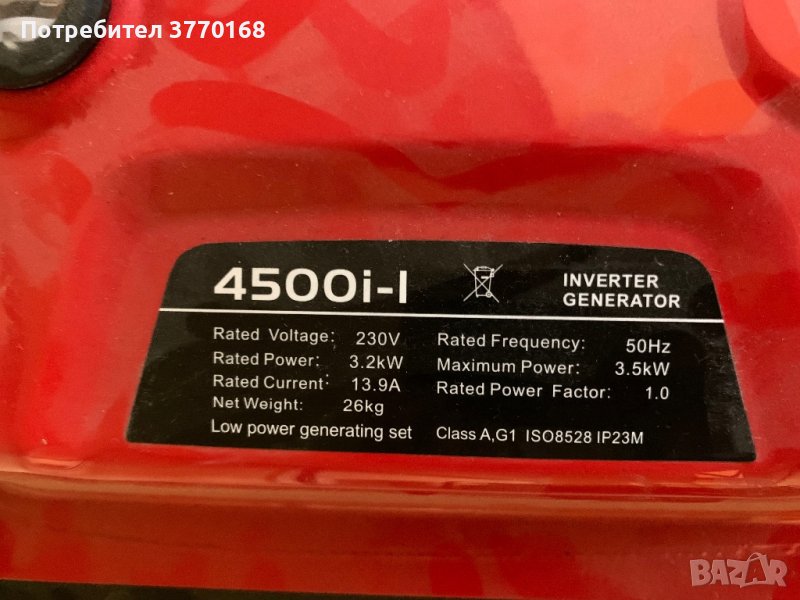 Потребител 3770168
4500i-I
INVERTER
GENERATOR
Rated Voltage: 230V
Rated Frequency: 50Hz
Rated Power: 3.2kW
Maximum Power: 3.5kW
Rated Current: 13.9A
Rated Power Factor: 1.0
Net Weight: 26kg
Low power generating set Class A,G1 ISO8528 IP23M
BAZAR